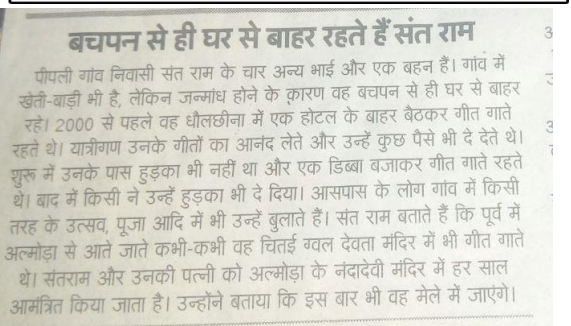 बचपन से ही घर से बाहर रहते हैं संत राम
पीपली गांव निवासी संत राम के चार अन्य भाई और एक बहन हैं। गांव में
खेती-बाड़ी भी है, लेकिन जन्मांध होने के कारण वह बचपन से ही घर से बाहर
रहे। 2000 से पहले वह धौलछीना में एक होटल के बाहर बैठकर गीत गाते
रहते थे। यात्रीगण उनके गीतों का आनंद लेते और उन्हें कुछ पैसे भी दे देते थे।
शुरू में उनके पास हुड़का भी नहीं था और एक डिब्बा बजाकर गीत गाते रहते
थे। बाद में किसी ने उन्हें हुड़का भी दे दिया। आसपास के लोग गांव में किसी
तरह के उत्सव, पूजा आदि में भी उन्हें बुलाते हैं। संत राम बताते हैं कि पूर्व में
अल्मोड़ा से आते जाते कभी-कभी वह चितई ग्वल देवता मंदिर में भी गीत गाते
थे। संतराम और उनकी पत्नी को अल्मोड़ा के नंदादेवी मंदिर में हर साल
आमंत्रित किया जाता है। उन्होंने बताया कि इस बार भी वह मेले में जाएंगे।